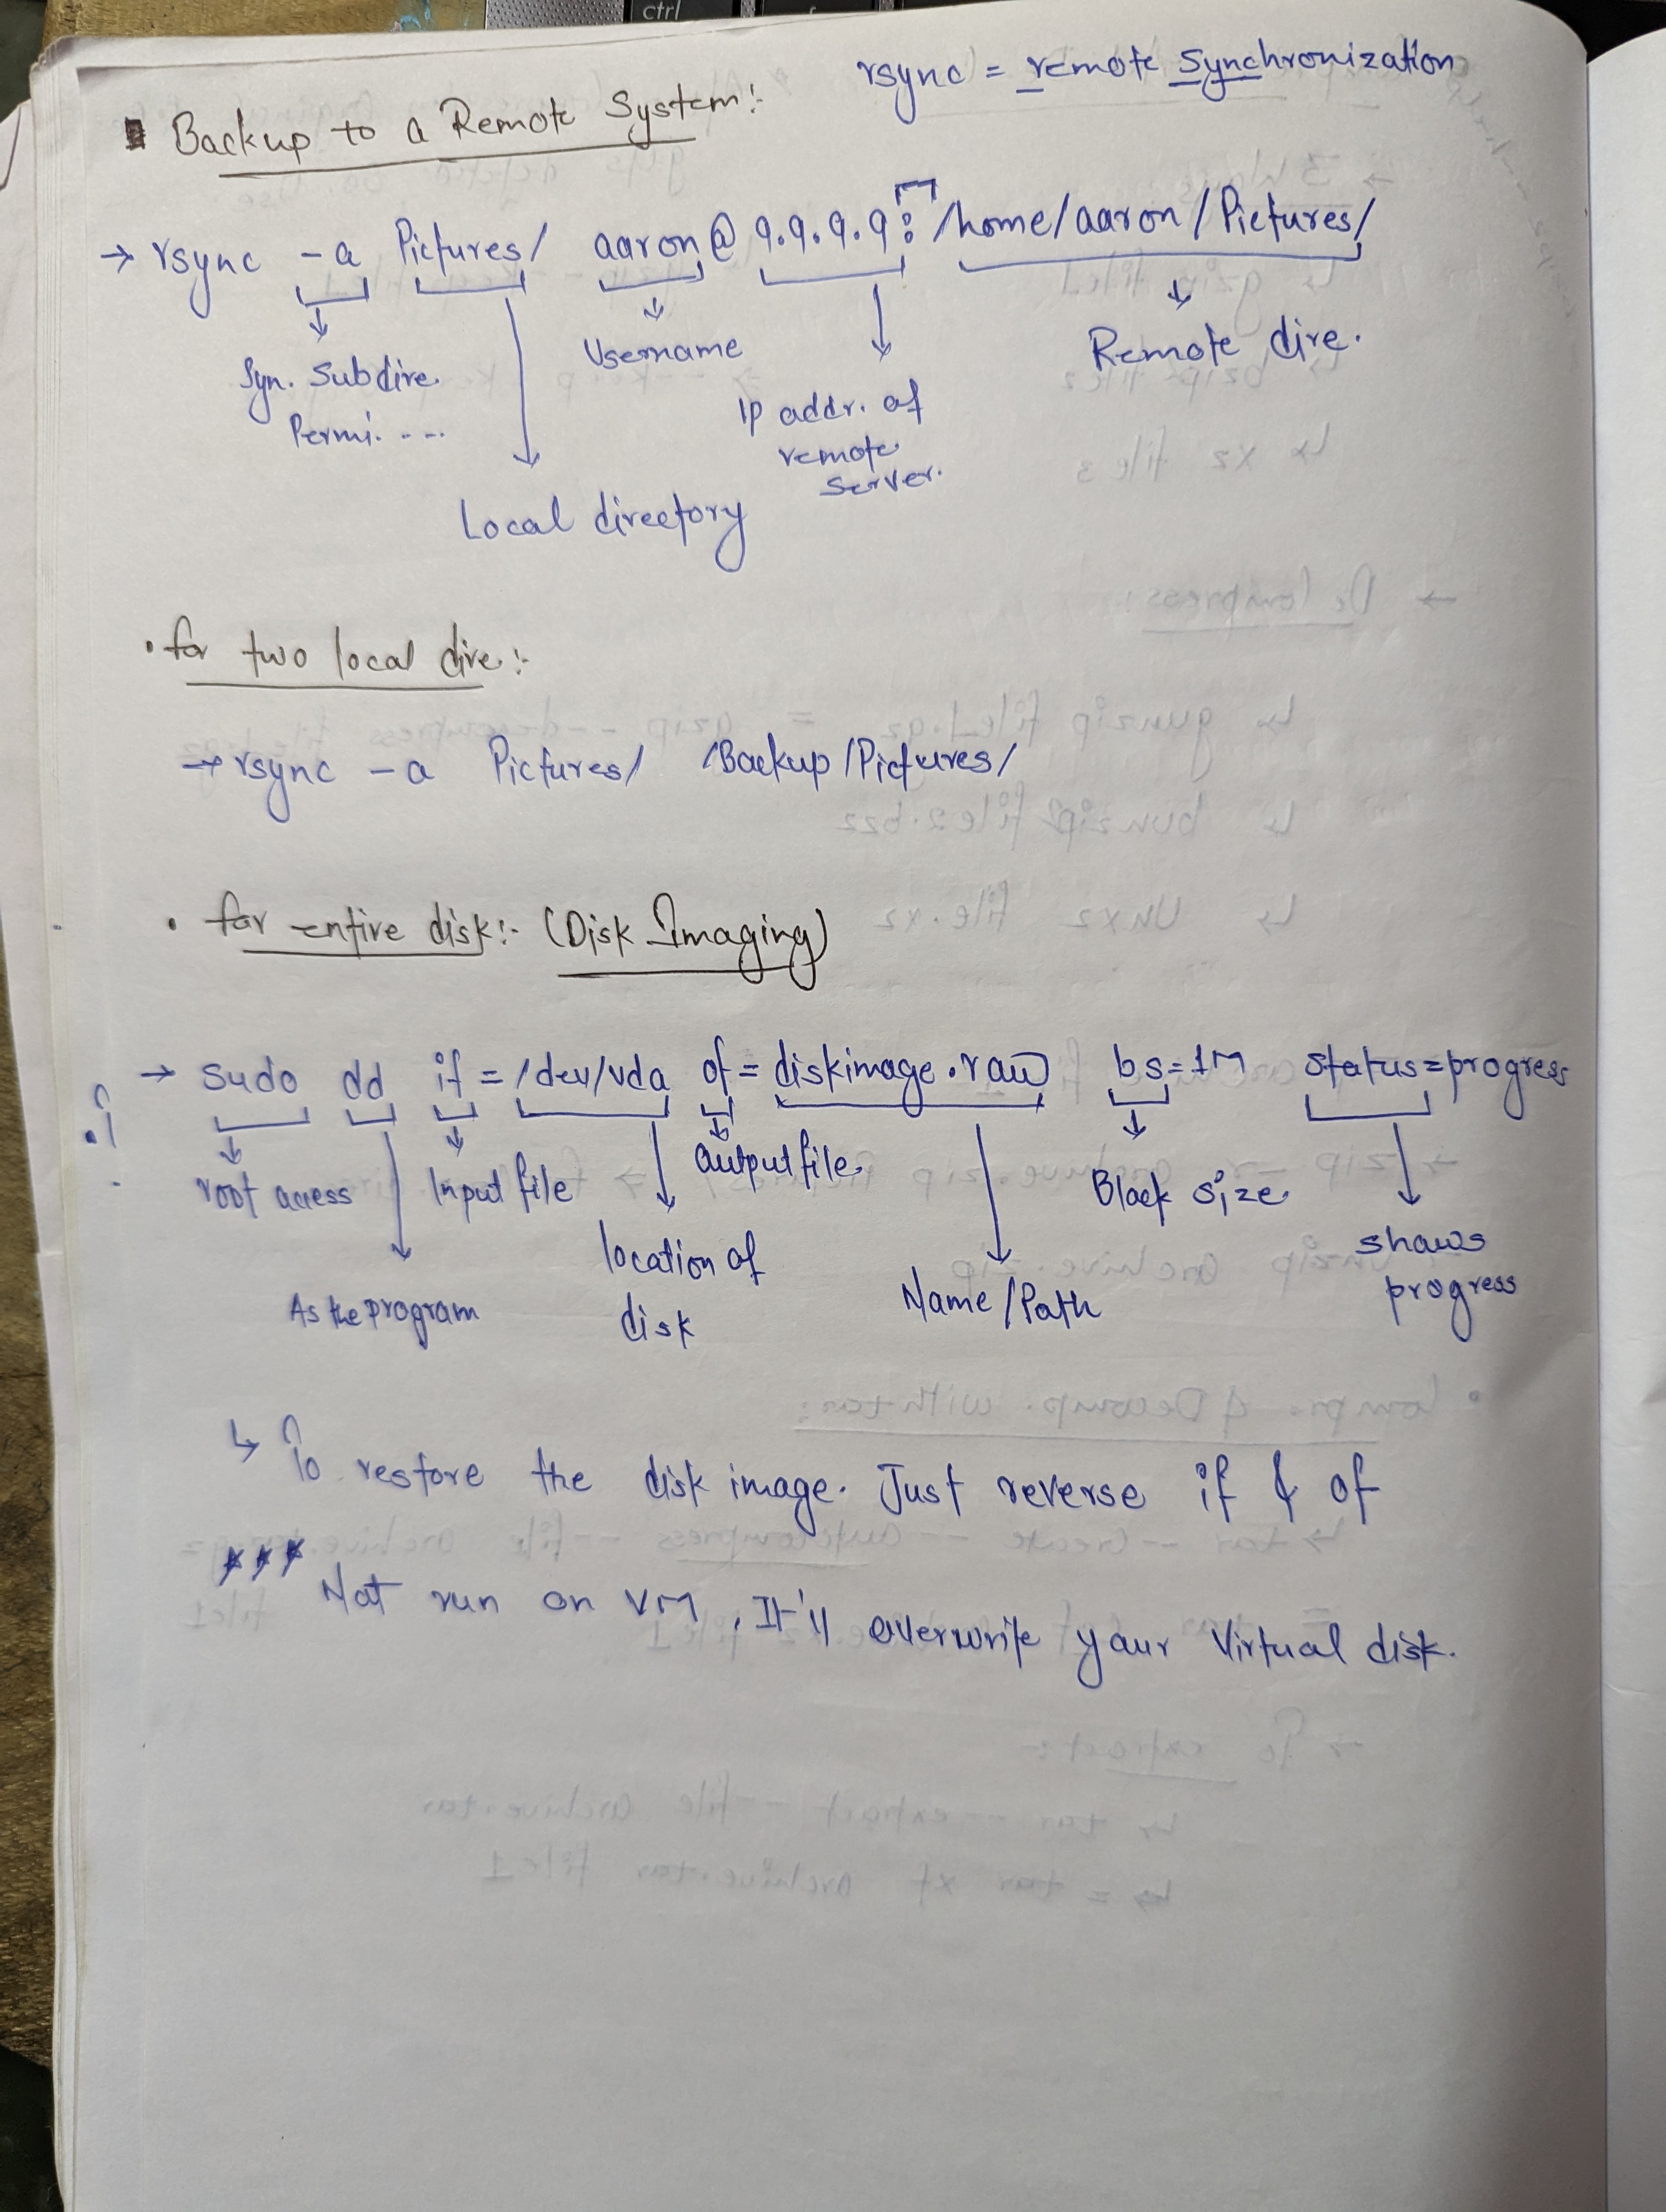 ctrl
rsync = remote synchronization
Backup to a Remote System:-
→ rsync -a Pictures/ aaron@9.9.9.9:/home/aaron/Pictures/
Syn. Subdire. Permi. ...
Local directory
Username
IP addr. of remote server.
Remote dire.
• for two local dire.:-
→ rsync -a Pictures/ /Backup/Pictures/
• for entire disk:- (Disk Imaging)
→ sudo dd if=/dev/vda of=diskimage.raw bs=1M status=progress
root access
As the program
Input file
location of disk
Output file.
Name/Path
Block size
shows progress
↳ To restore the disk image. Just reverse if & of
*** Not run on VM, It'll overwrite your Virtual disk.